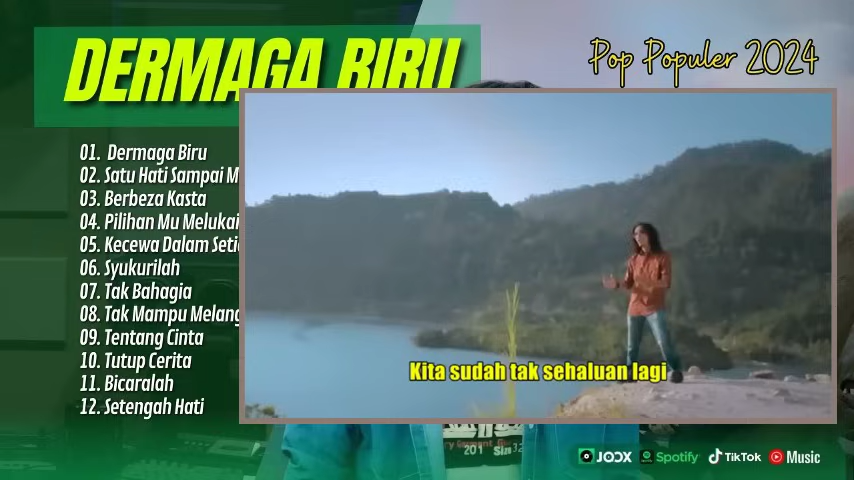 DERMAGA BIRU
Pop Populer 2024
01. Dermaga Biru
02. Satu Hati Sampai M
03. Berbeza Kasta
04. Pilihan Mu Melukai
05. Kecewa Dalam Seti
06. Syukurilah
07. Tak Bahagia
08. Tak Mampu Melang
09. Tentang Cinta
10. Tutup Cerita
11. Bicaralah
12. Setengah Hati
Kita sudah tak sehaluan lagi
201
JOOX Spotify TikTok Music